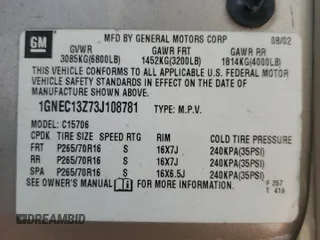 GM
MFD BY GENERAL MOTORS CORP 08/02
GVWR GAWR FRT GAWR RR
3085KG(6800LB) 1452KG(3200LB) 1814KG(4000LB)
THIS VEHICLE CONFORMS TO ALL APPLICABLE U.S. FEDERAL MOTOR
VEHICLE SAFETY STANDARDS IN EFFECT ON THE DATE OF
MANUFACTURE SHOWN ABOVE.
1GNEC13Z73J108781 TYPE: M.P.V.
MODEL: C15706
CPDK TIRE SIZE SPEED RTG RIM COLD TIRE PRESSURE
FRT P265/70R16 S 16X7J 240KPA(35PSI)
RR P265/70R16 S 16X7J 240KPA(35PSI)
SPA P265/70R16 S 16X6.5J 240KPA(35PSI)
SEE OWNER'S MANUAL FOR ADDITIONAL INFORMATION
F 257
T 416
DREAMBID.COM